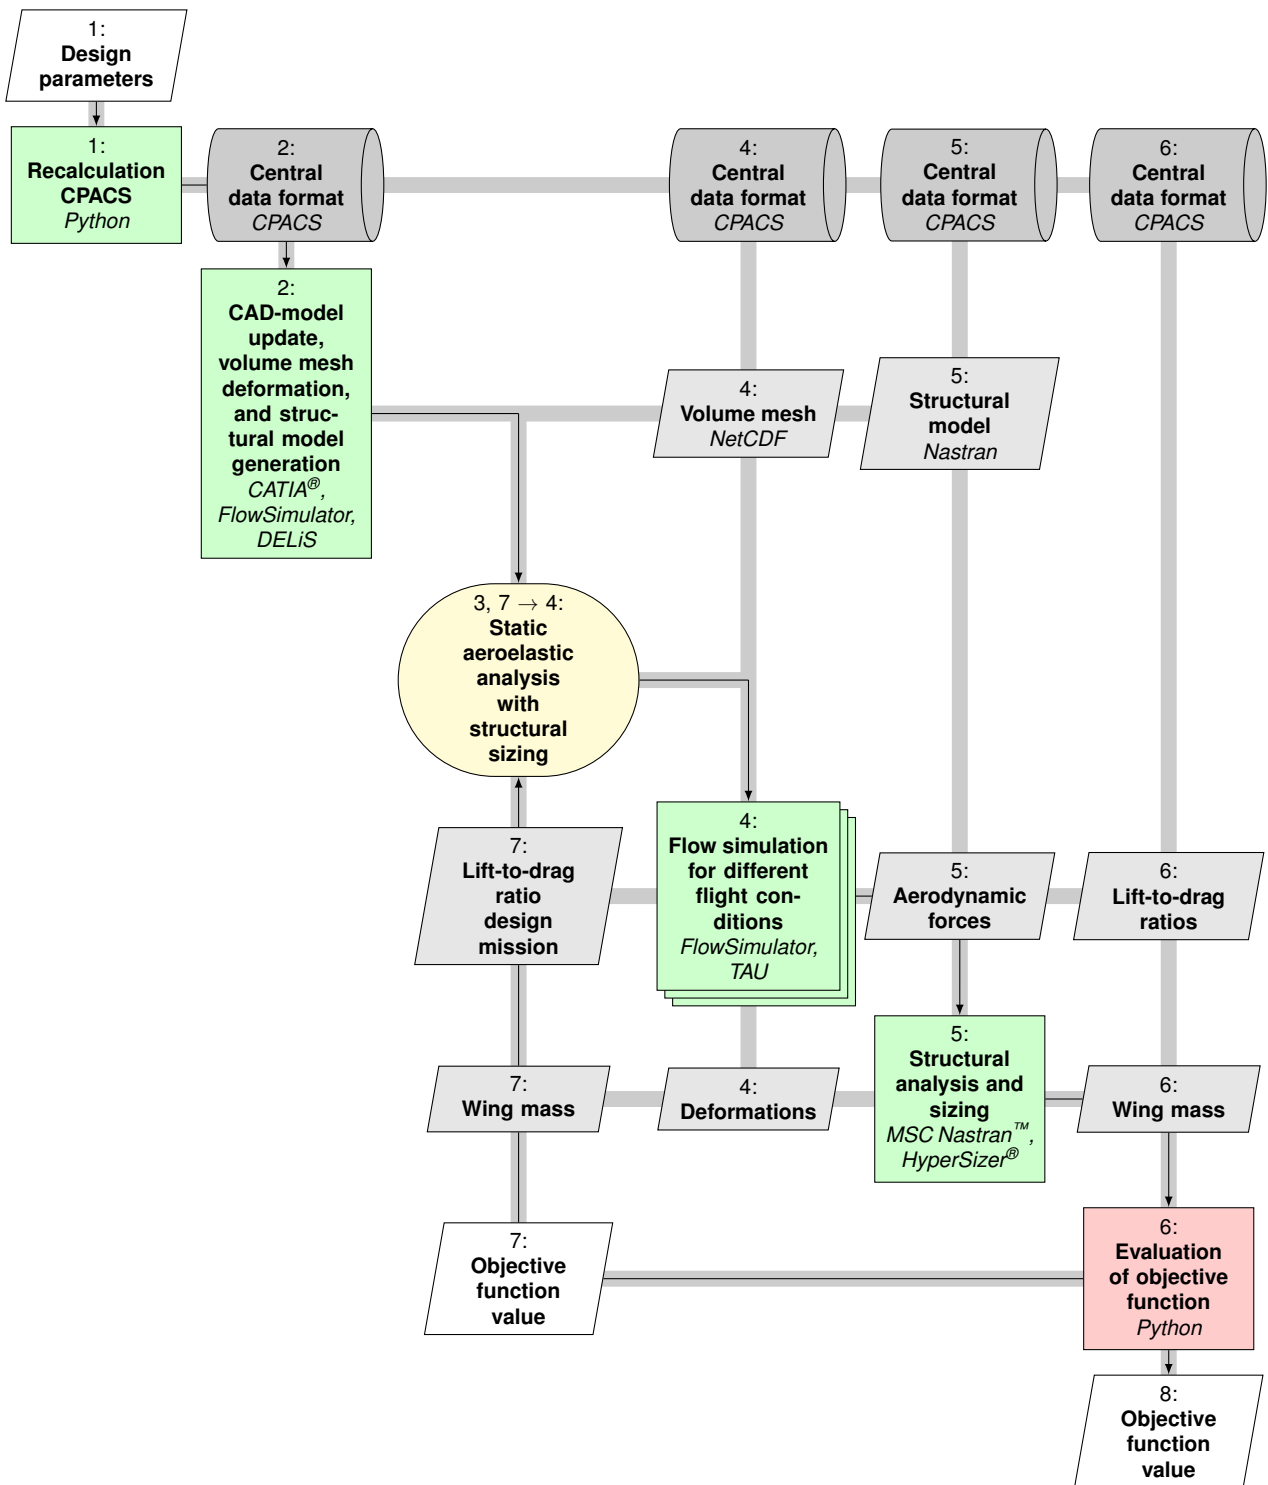 1:
Design
parameters
1:
Recalculation
CPACS
Python
2:
Central
data format
CPACS
4:
Central
data format
CPACS
5:
Central
data format
CPACS
6:
Central
data format
CPACS
2:
CAD-model
update,
volume mesh
deformation,
and struc-
tural model
generation
CATIA®,
FlowSimulator,
DELiS
4:
Volume mesh
NetCDF
5:
Structural
model
Nastran
3, 7 → 4:
Static
aeroelastic
analysis
with
structural
sizing
7:
Lift-to-drag
ratio
design
mission
4:
Flow simulation
for different
flight con-
ditions
FlowSimulator,
TAU
5:
Aerodynamic
forces
6:
Lift-to-drag
ratios
7:
Wing mass
4:
Deformations
5:
Structural
analysis and
sizing
MSC Nastran™,
HyperSizer®
6:
Wing mass
7:
Objective
function
value
6:
Evaluation
of objective
function
Python
8:
Objective
function
value